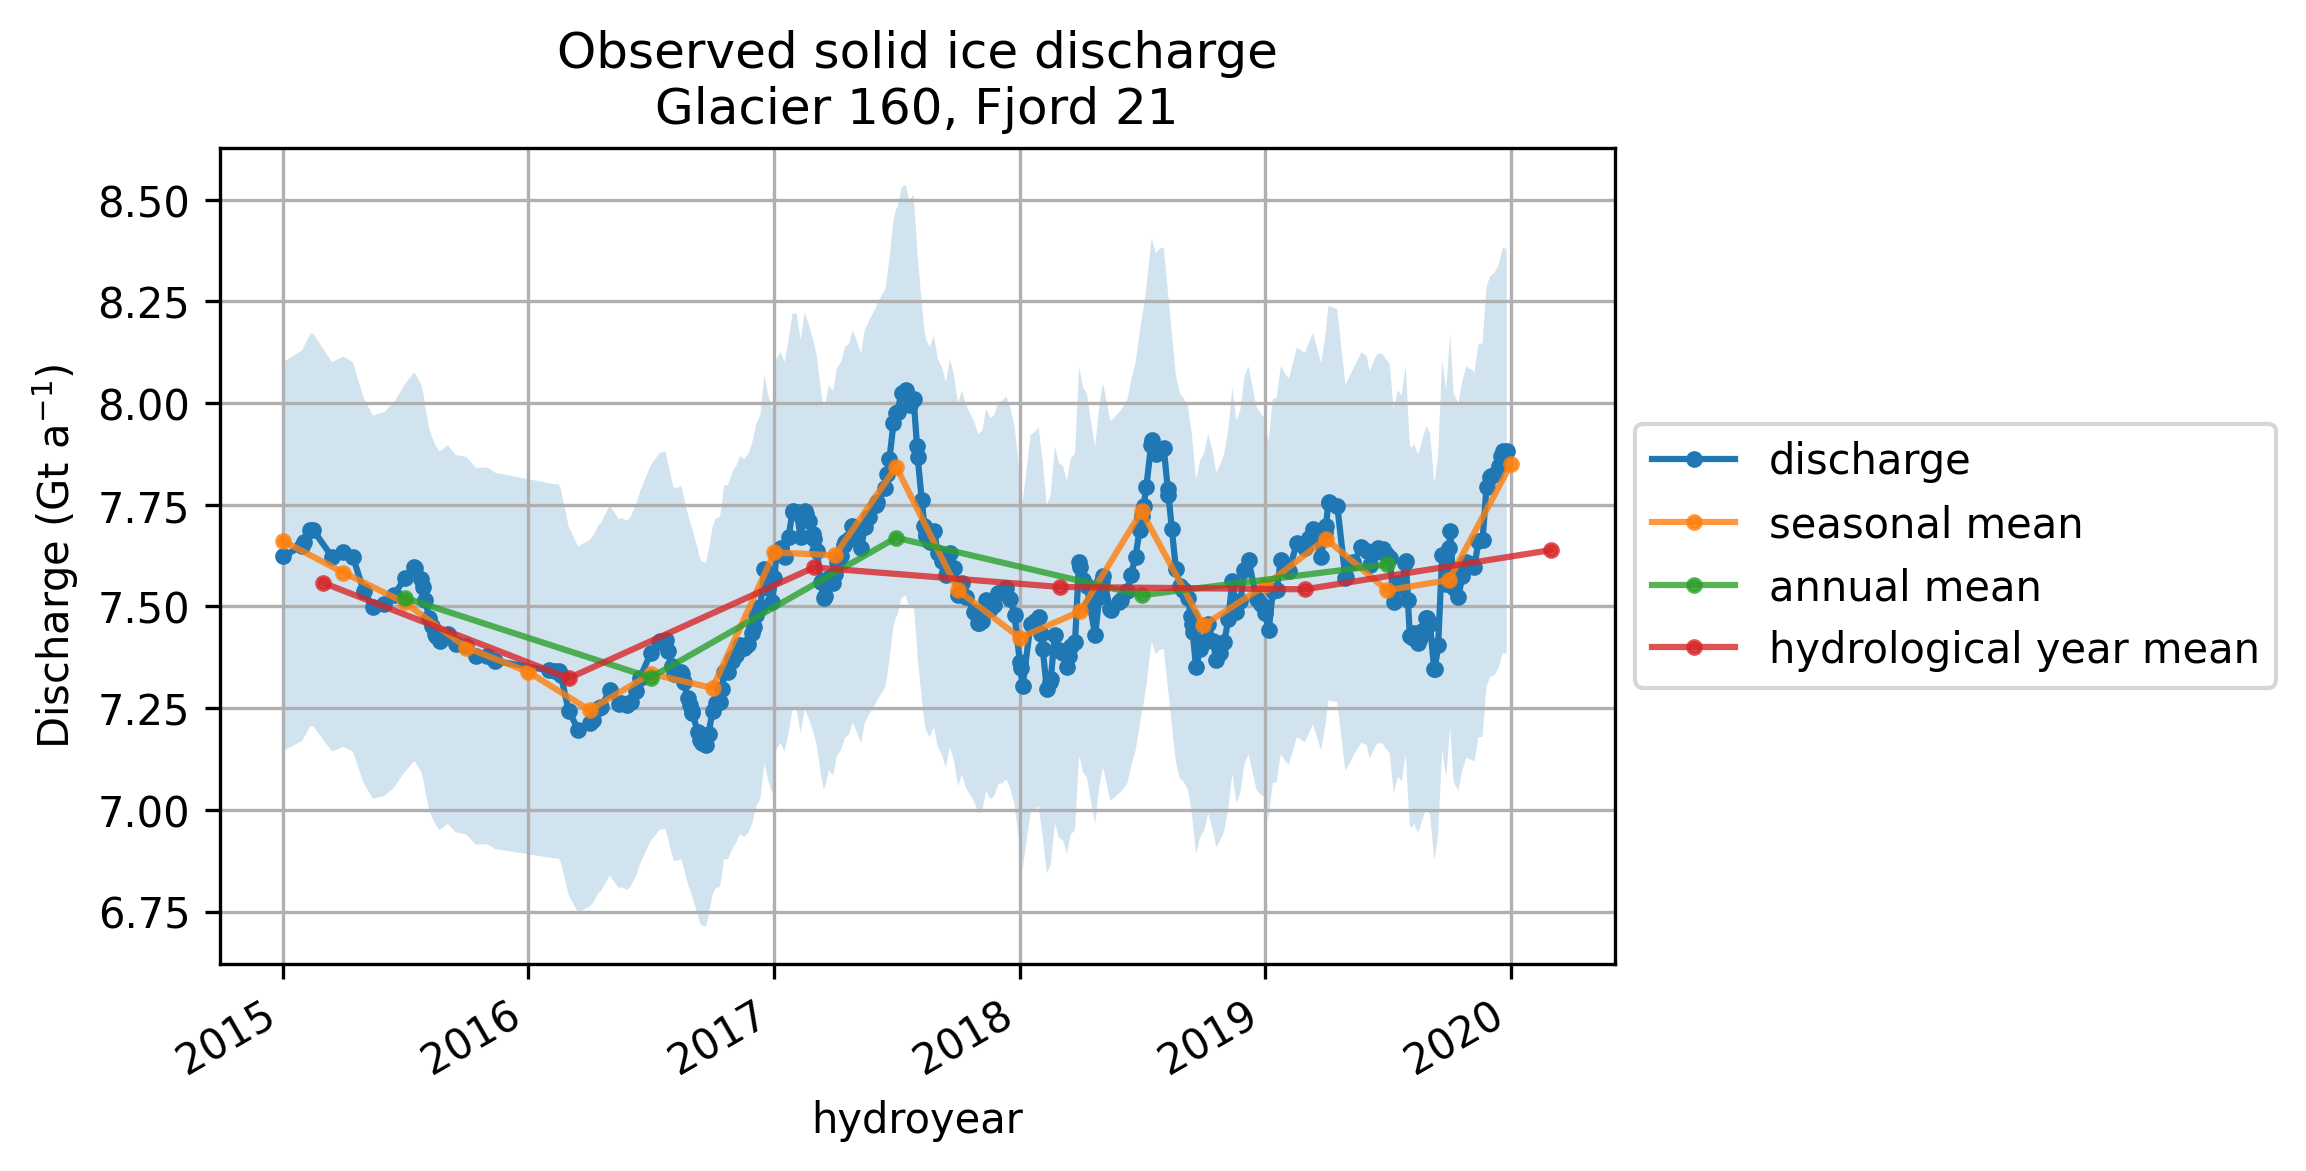 Observed solid ice discharge
Glacier 160, Fjord 21
Discharge (Gt a⁻¹)
8.50
8.25
8.00
7.75
7.50
7.25
7.00
6.75
discharge
seasonal mean
annual mean
hydrological year mean
2015
2016
2017
2018
2019
2020
hydroyear